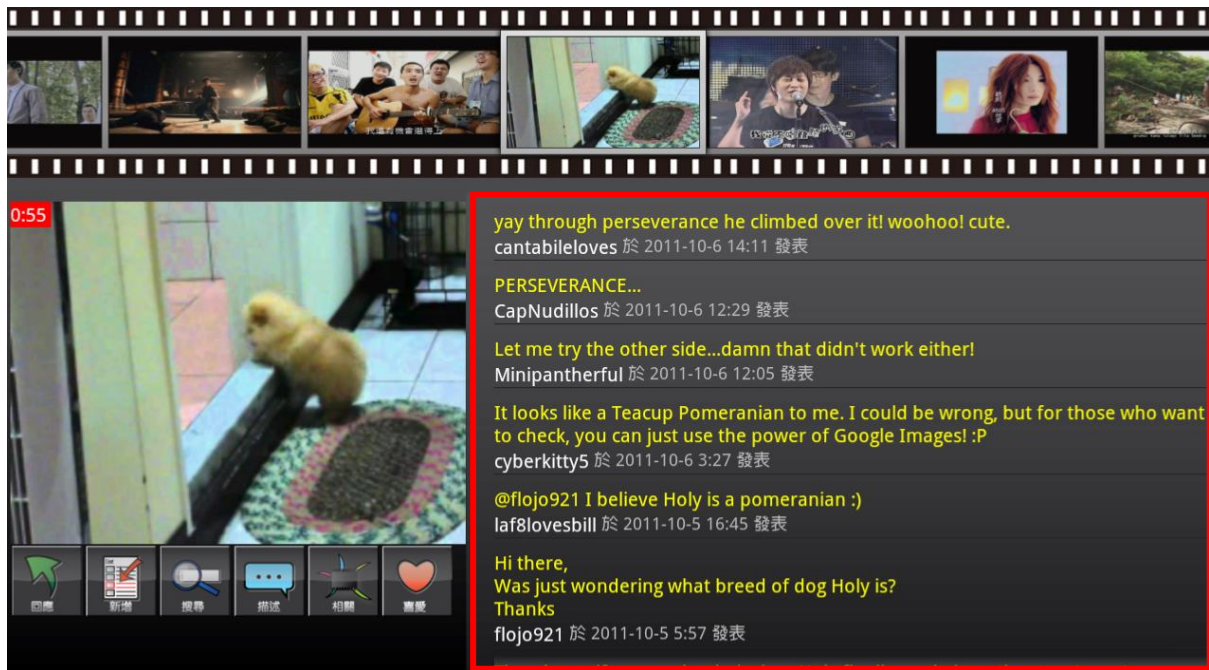 0:55
yay through perseverance he climbed over it! woohoo! cute.
cantabileloves 於 2011-10-6 14:11 發表
PERSEVERANCE...
CapNudillos 於 2011-10-6 12:29 發表
Let me try the other side...damn that didn't work either!
Minipantherful 於 2011-10-6 12:05 發表
It looks like a Teacup Pomeranian to me. I could be wrong, but for those who want
to check, you can just use the power of Google Images! :P
cyberkitty5 於 2011-10-6 3:27 發表
@flojo921 I believe Holy is a pomeranian :)
laf8lovesbill 於 2011-10-5 16:45 發表
Hi there,
Was just wondering what breed of dog Holy is?
Thanks
flojo921 於 2011-10-5 5:57 發表
回應 新增 搜尋 描述 相關 喜愛